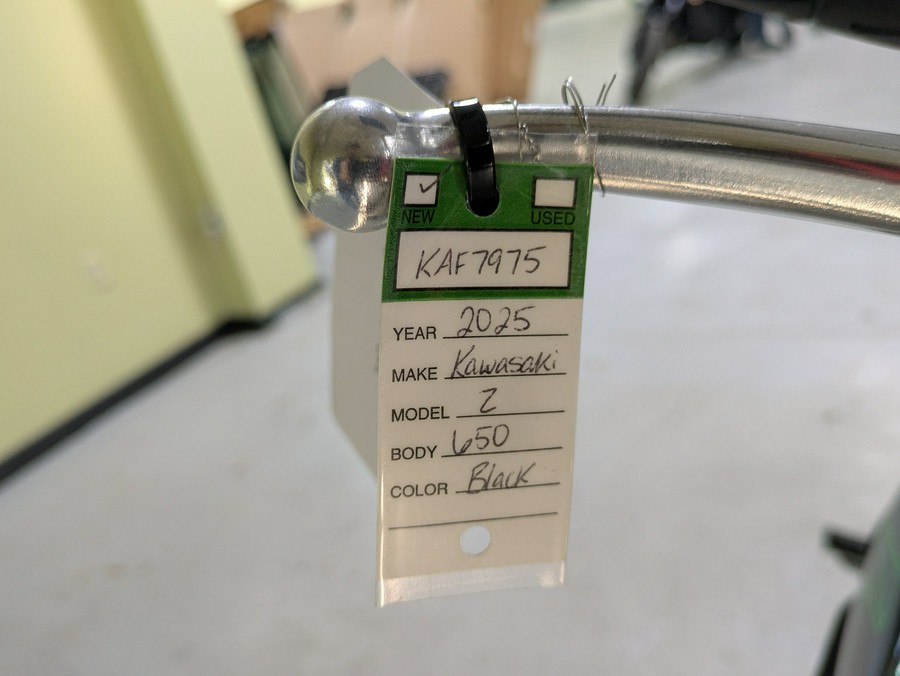 NEW USED
KAF7975
YEAR 2025
MAKE Kawasaki
MODEL Z
BODY 650
COLOR Black